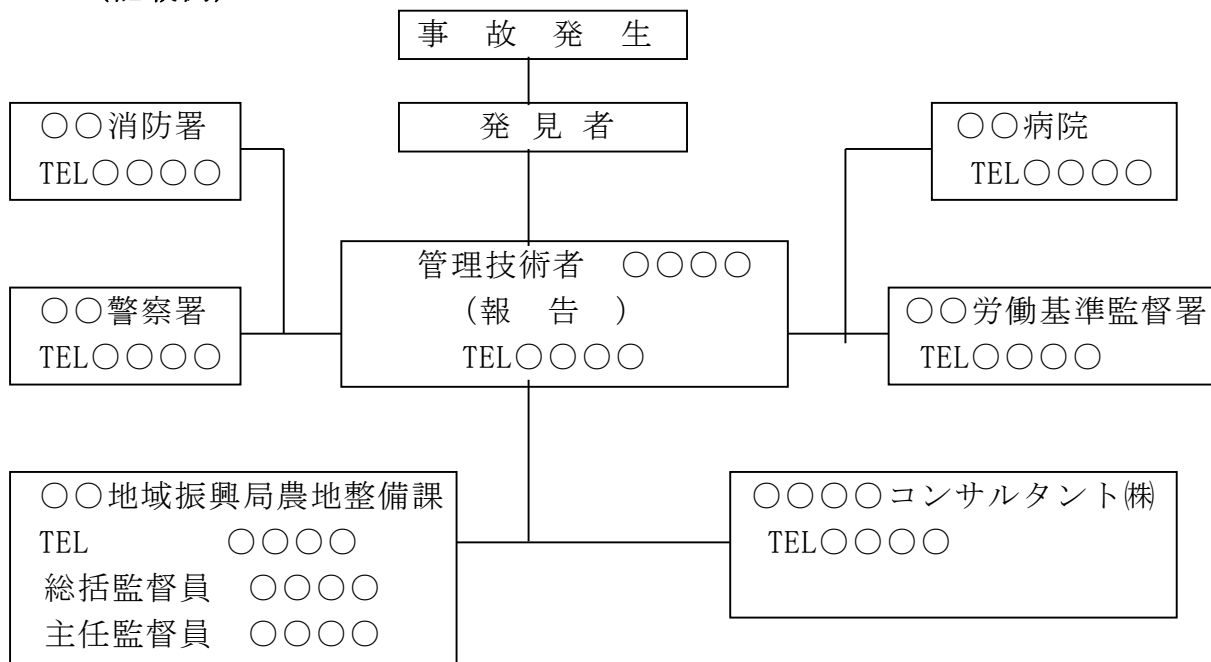 事 故 発 生
発 見 者
○○消防署
TEL○○○○
○○病院
TEL○○○○
管理技術者 ○○○○
(報 告 )
TEL○○○○
○○警察署
TEL○○○○
○○労働基準監督署
TEL○○○○
○○地域振興局農地整備課
TEL ○○○○
総括監督員 ○○○○
主任監督員 ○○○○
○○○○コンサルタント㈱
TEL○○○○